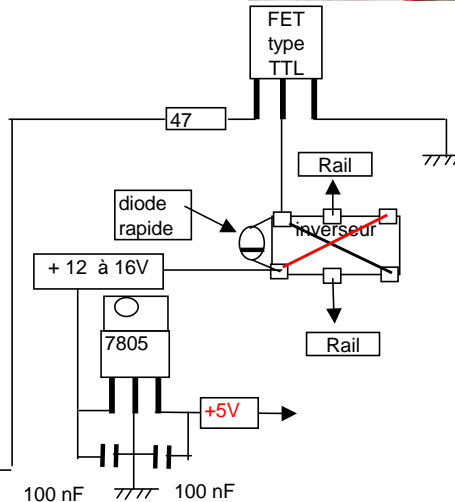 FET
type
TTL
47
Rail
diode
rapide
inverseur
+ 12 à 16V
Rail
7805
+5V
100 nF
100 nF